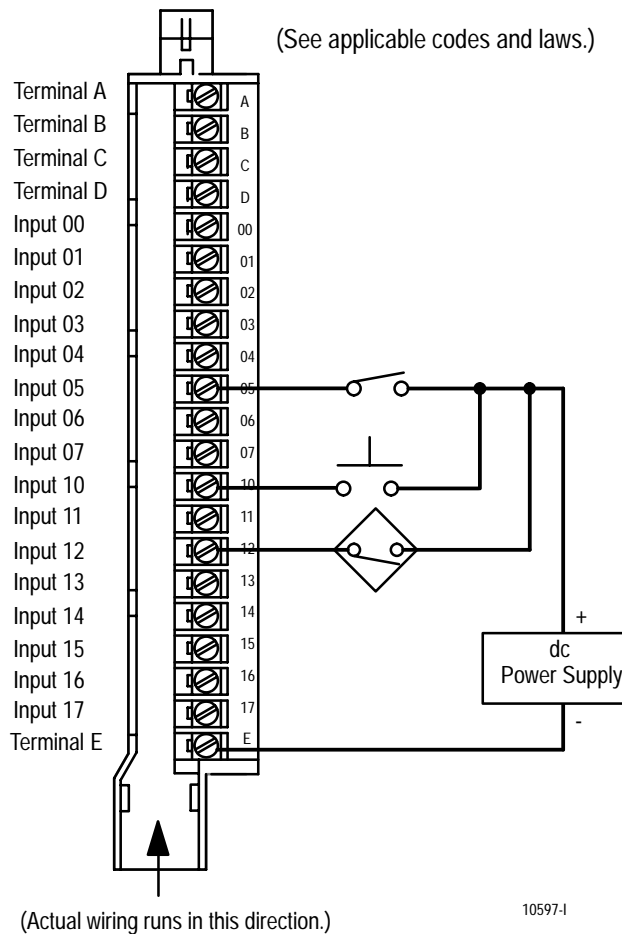 (See applicable codes and laws.)
Terminal A
A
Terminal B
B
Terminal C
C
Terminal D
D
Input 00
00
Input 01
01
Input 02
02
Input 03
03
Input 04
04
Input 05
05
Input 06
06
Input 07
07
Input 10
10
Input 11
11
Input 12
12
Input 13
13
Input 14
14
Input 15
15
Input 16
16
Input 17
17
Terminal E
E
+
dc
Power Supply
-
(Actual wiring runs in this direction.)
10597-I